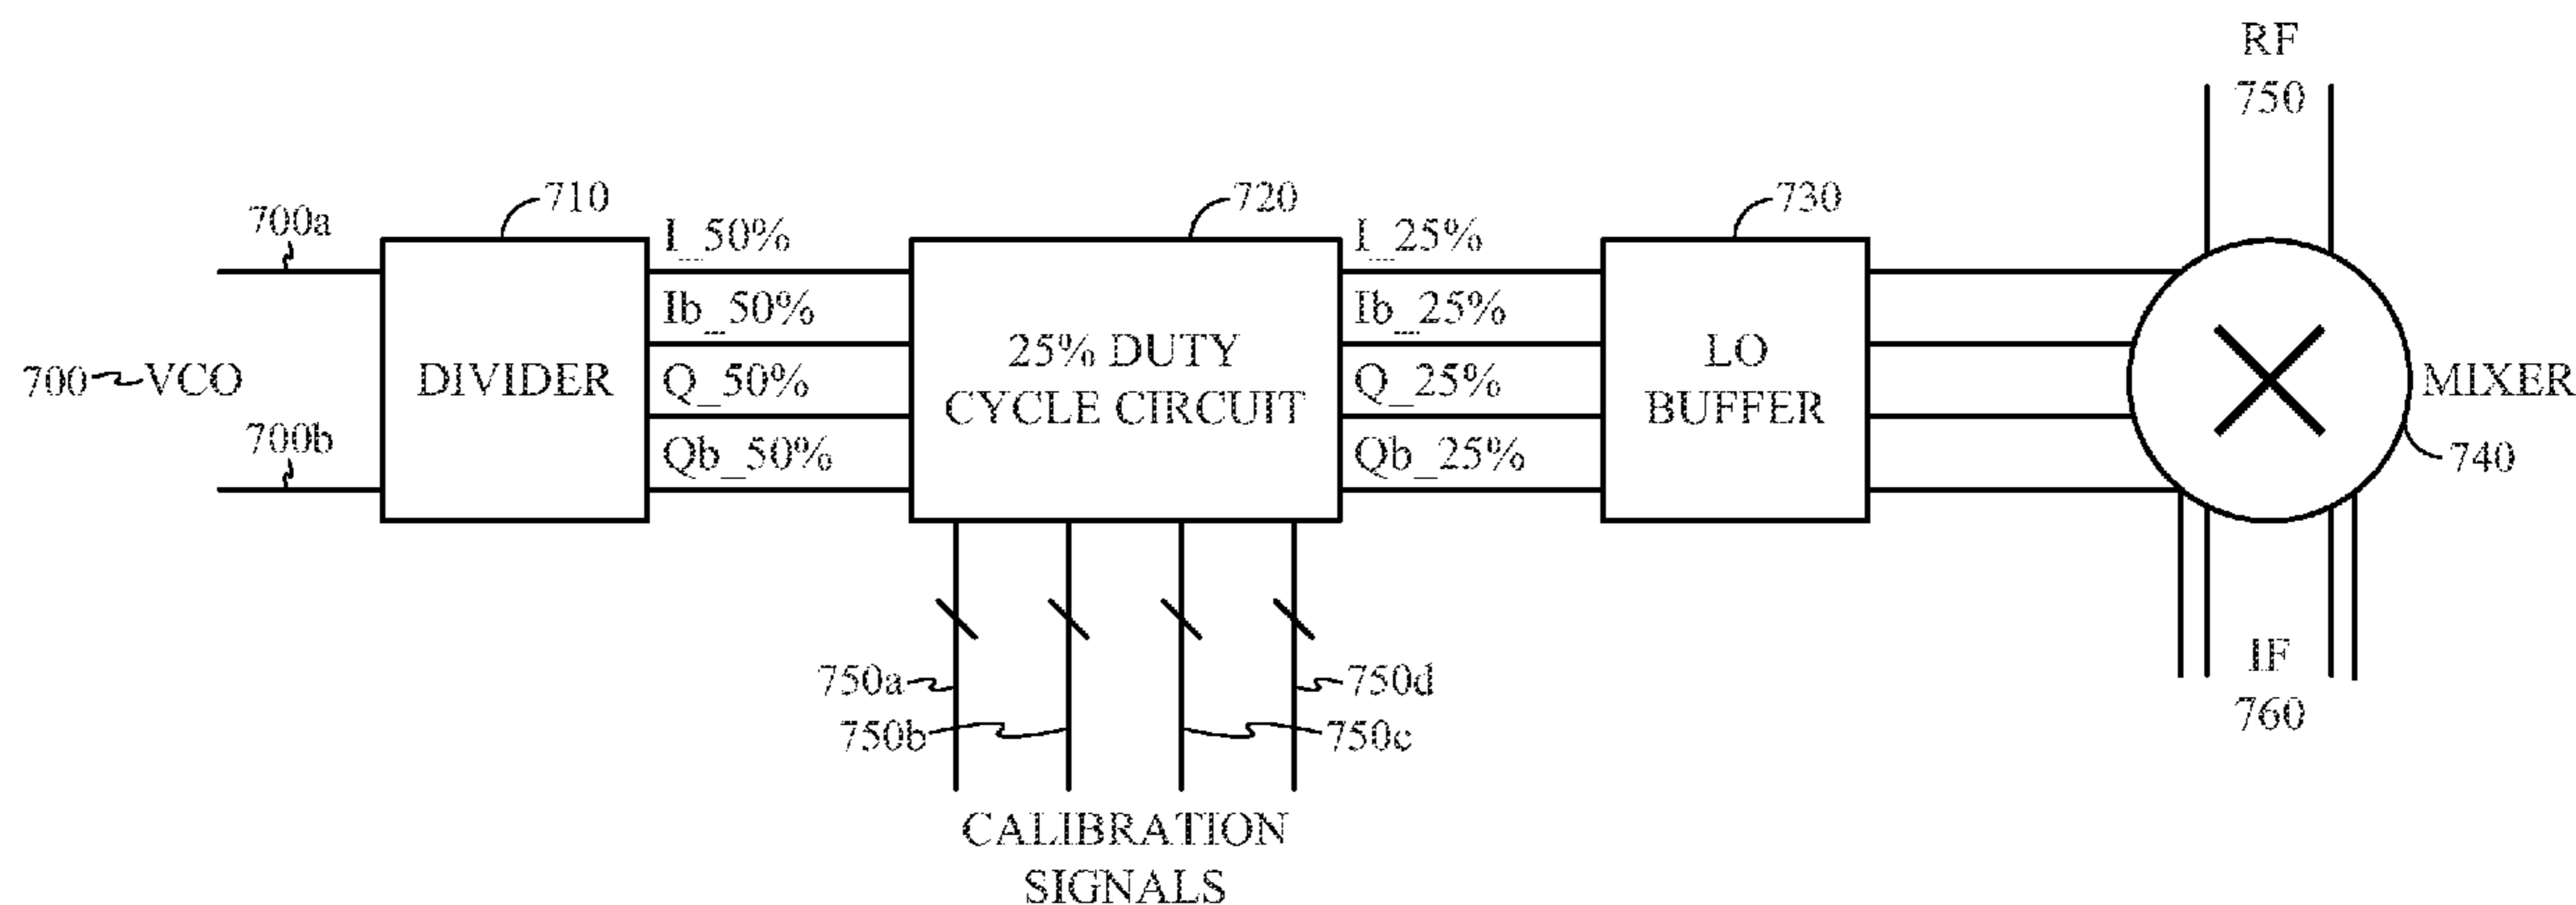 RF
750
710
720
730
700a
I_50%
I_25%
Ib_50%
Ib_25%
700 VCO
DIVIDER
Q_50%
25% DUTY
CYCLE CIRCUIT
Q_25%
LO
BUFFER
MIXER
700b
Qb_50%
Qb_25%
740
750a
750d
750b
750c
IF
760
CALIBRATION
SIGNALS